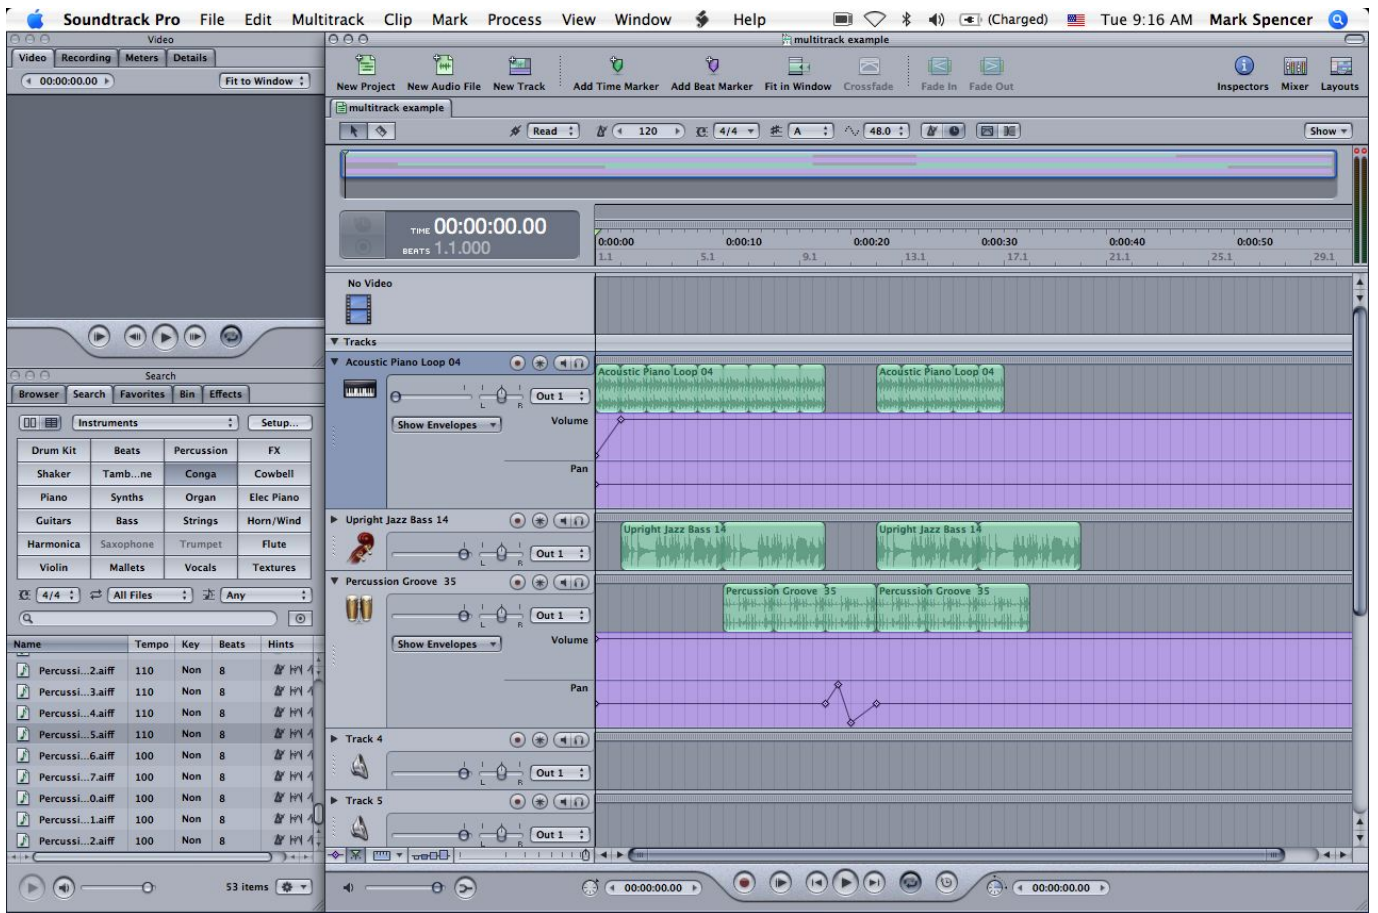 Soundtrack Pro File Edit Multitrack Clip Mark Process View Window Help (Charged) Tue 9:16 AM Mark Spencer
Video
Video Recording Meters Details
00:00:00.00 Fit to Window
multitrack example
New Project New Audio File New Track Add Time Marker Add Beat Marker Fit in Window Crossfade Fade In Fade Out Inspectors Mixer Layouts
multitrack example
Read 120 4/4 A 48.0 Show
TIME 00:00:00.00
BEATS 1.1.000
0:00:00 0:00:10 0:00:20 0:00:30 0:00:40 0:00:50
1.1 5.1 9.1 13.1 17.1 21.1 25.1 29.1
No Video
Tracks
Acoustic Piano Loop 04
L R Out 1
Show Envelopes Volume
Pan
Acoustic Piano Loop 04 Acoustic Piano Loop 04
Upright Jazz Bass 14
L R Out 1
Upright Jazz Bass 14 Upright Jazz Bass 14
Percussion Groove 35
L R Out 1
Show Envelopes Volume
Pan
Percussion Groove 35 Percussion Groove 35
Track 4
L R Out 1
Track 5
L R Out 1
Search
Browser Search Favorites Bin Effects
Instruments Setup...
Drum Kit Beats Percussion FX
Shaker Tamb...ne Conga Cowbell
Piano Synths Organ Elec Piano
Guitars Bass Strings Horn/Wind
Harmonica Saxophone Trumpet Flute
Violin Mallets Vocals Textures
4/4 All Files Any
Name Tempo Key Beats Hints
Percussi...2.aiff 110 Non 8
Percussi...3.aiff 110 Non 8
Percussi...4.aiff 110 Non 8
Percussi...5.aiff 110 Non 8
Percussi...6.aiff 100 Non 8
Percussi...7.aiff 100 Non 8
Percussi...0.aiff 100 Non 8
Percussi...1.aiff 100 Non 8
Percussi...2.aiff 100 Non 8
53 items
00:00:00.00 00:00:00.00